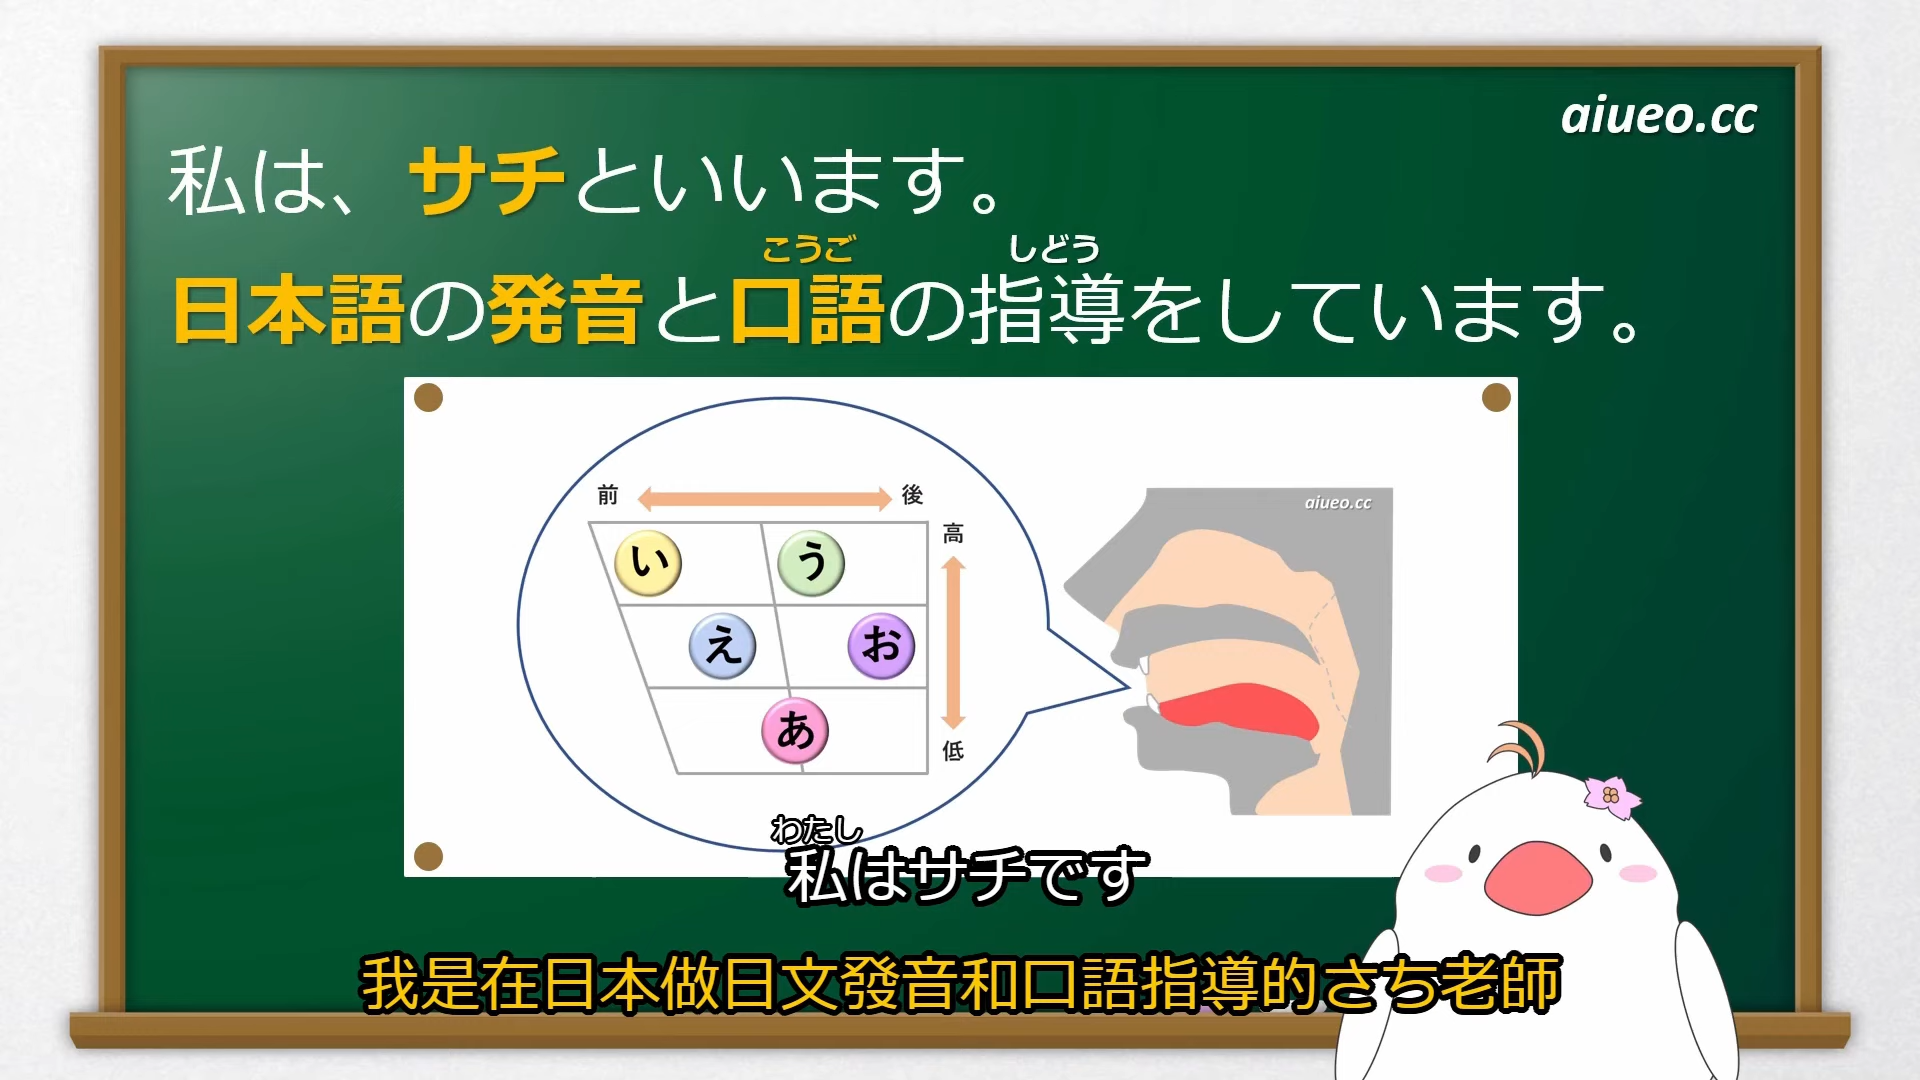 aiueo.cc
私は、サチといいます。
こうご しどう
日本語の発音と口語の指導をしています。
前 後
高
い う
え お
あ
低
aiueo.cc
わたし
私はサチです
我是在日本做日文發音和口語指導的さち老師